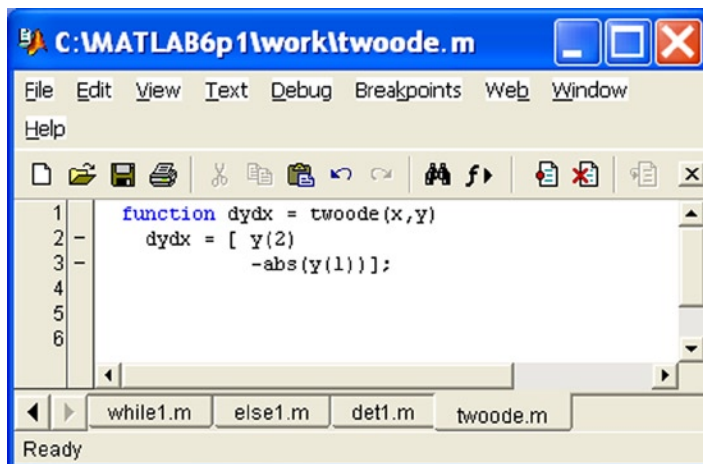 C:\MATLAB6p1\work\twoode.m
File Edit View Text Debug Breakpoints Web Window
Help
1 function dydx = twoode(x,y)
2 - dydx = [ y(2)
3 - -abs(y(1))];
4
5
6
while1.m else1.m det1.m twoode.m
Ready